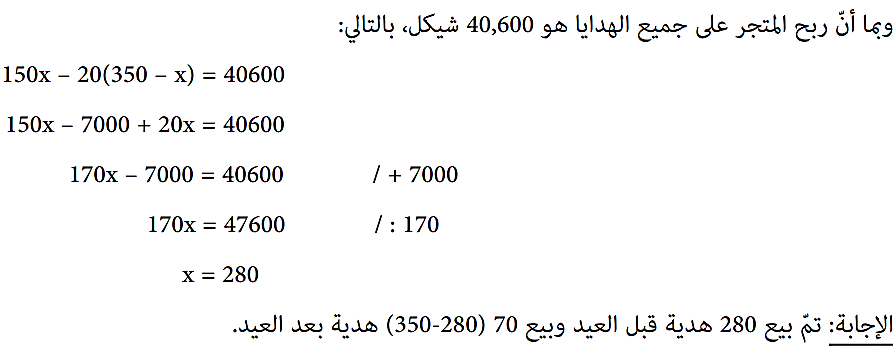 وبما أنّ ربح المتجر على جميع الهدايا هو 40,600 شيكل، بالتالي:
150x – 20(350 – x) = 40600
150x – 7000 + 20x = 40600
170x – 7000 = 40600 / + 7000
170x = 47600 / : 170
x = 280
الإجابة: تمّ بيع 280 هدية قبل العيد وبيع 70 (350-280) هدية بعد العيد.